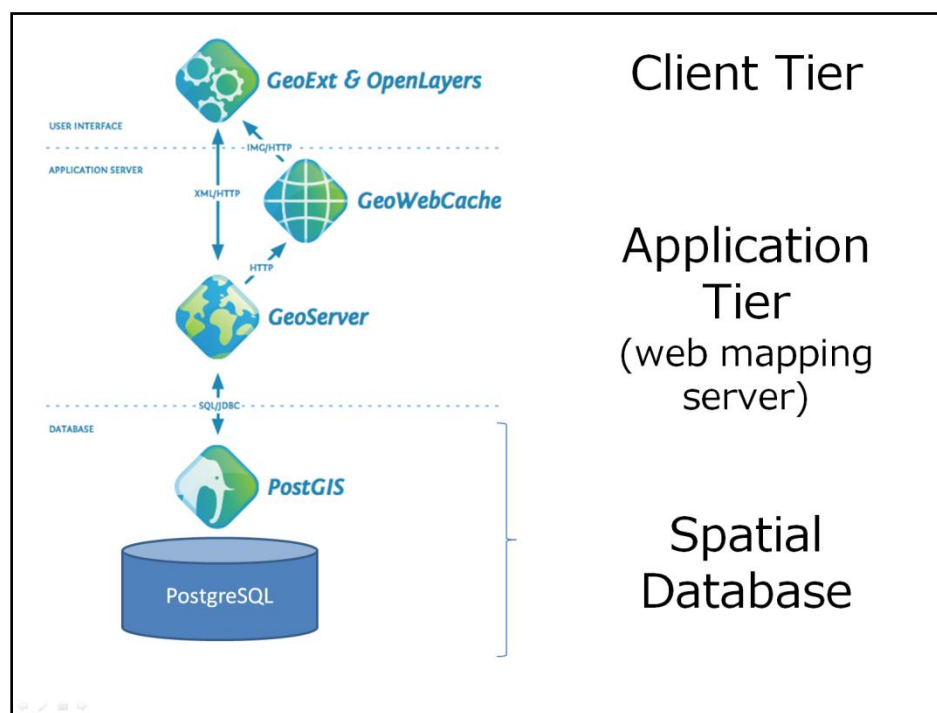 GeoExt & OpenLayers
Client Tier
USER INTERFACE
IMG/HTTP
APPLICATION SERVER
XML/HTTP
GeoWebCache
Application
Tier
(web mapping
server)
HTTP
GeoServer
SQL/JDBC
DATABASE
PostGIS
Spatial
Database
PostgreSQL